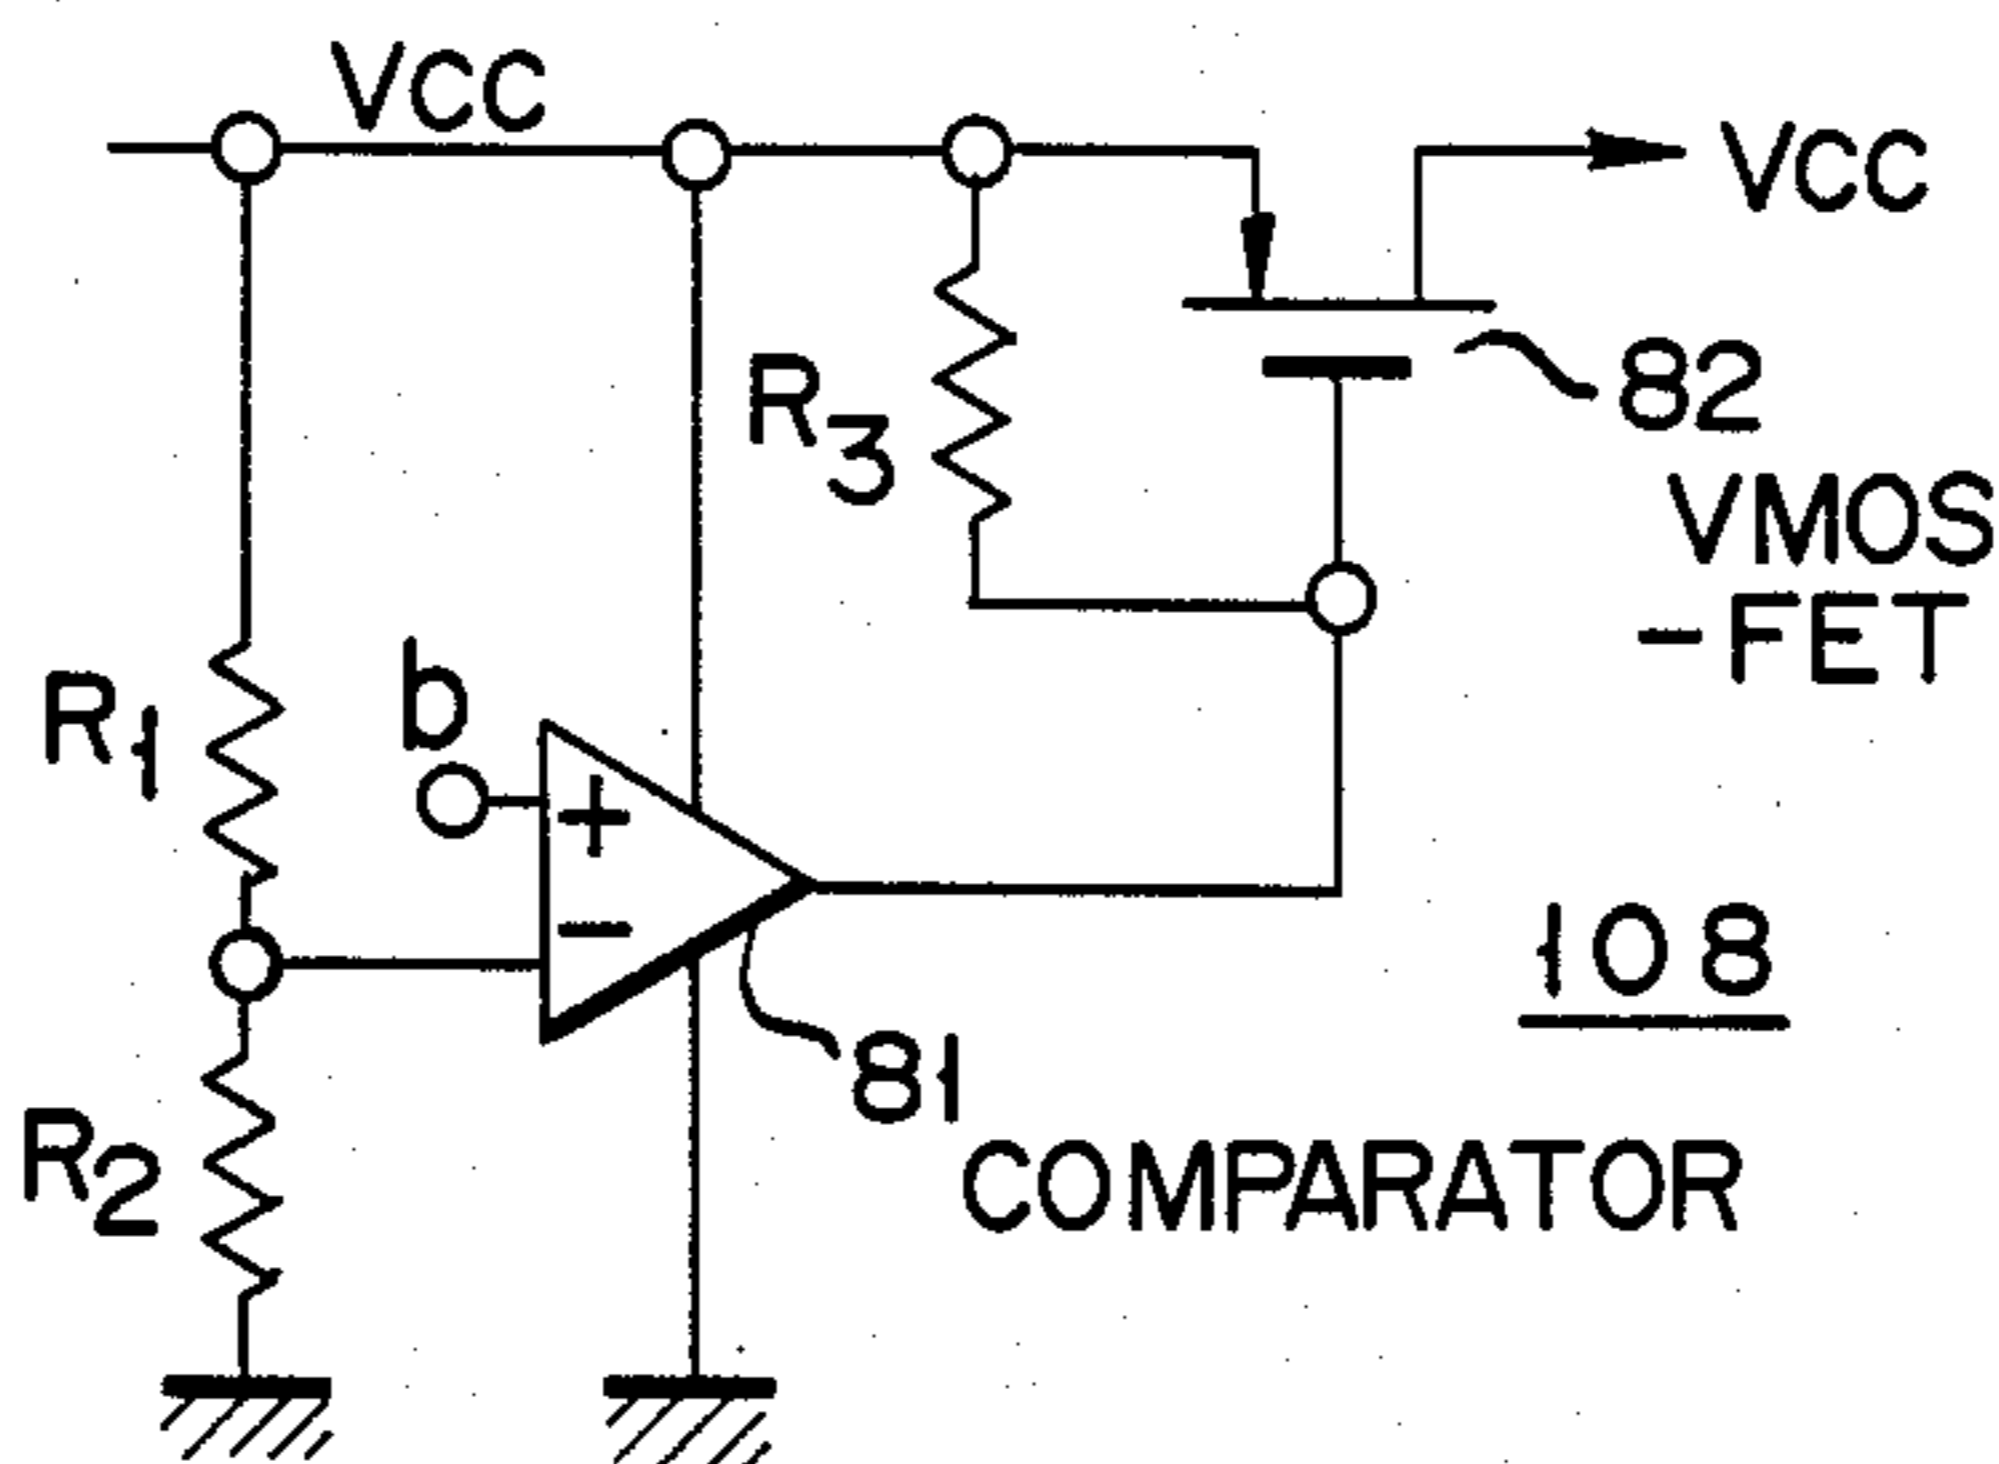 VCC
VCC
R3
82
VMOS
-FET
R1
b
+
-
108
81
COMPARATOR
R2